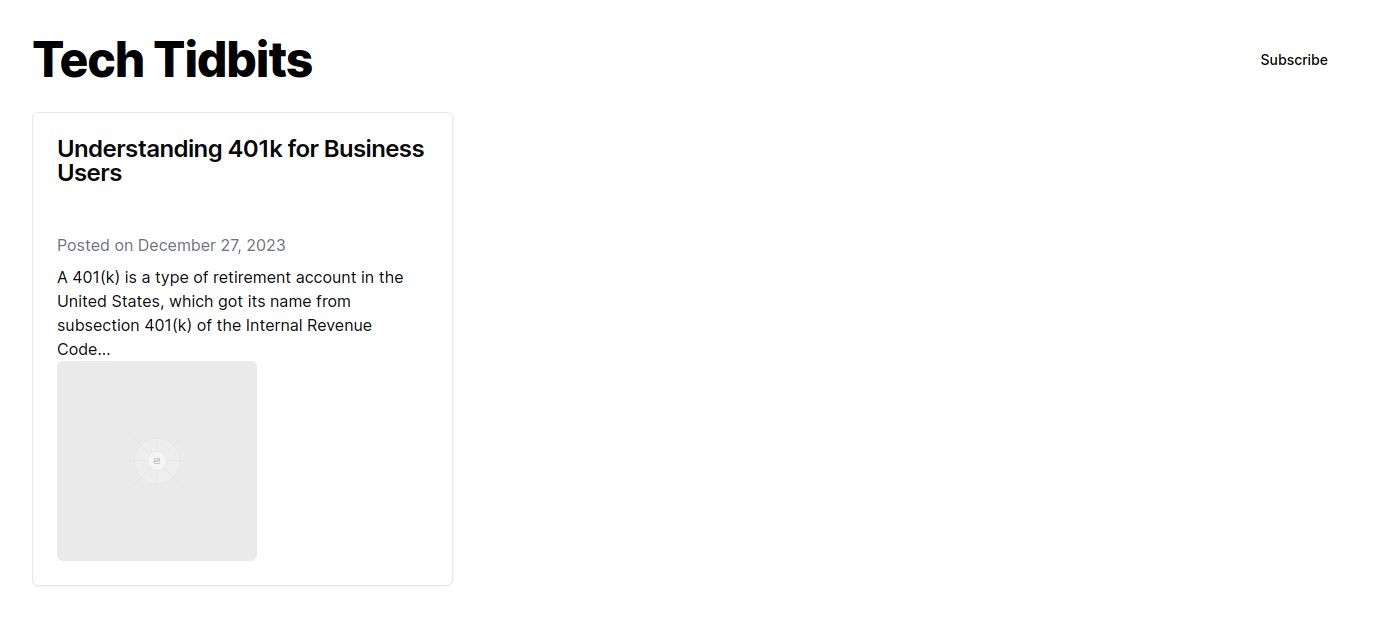 Tech Tidbits
Subscribe
Understanding 401k for Business
Users
Posted on December 27, 2023
A 401(k) is a type of retirement account in the
United States, which got its name from
subsection 401(k) of the Internal Revenue
Code...